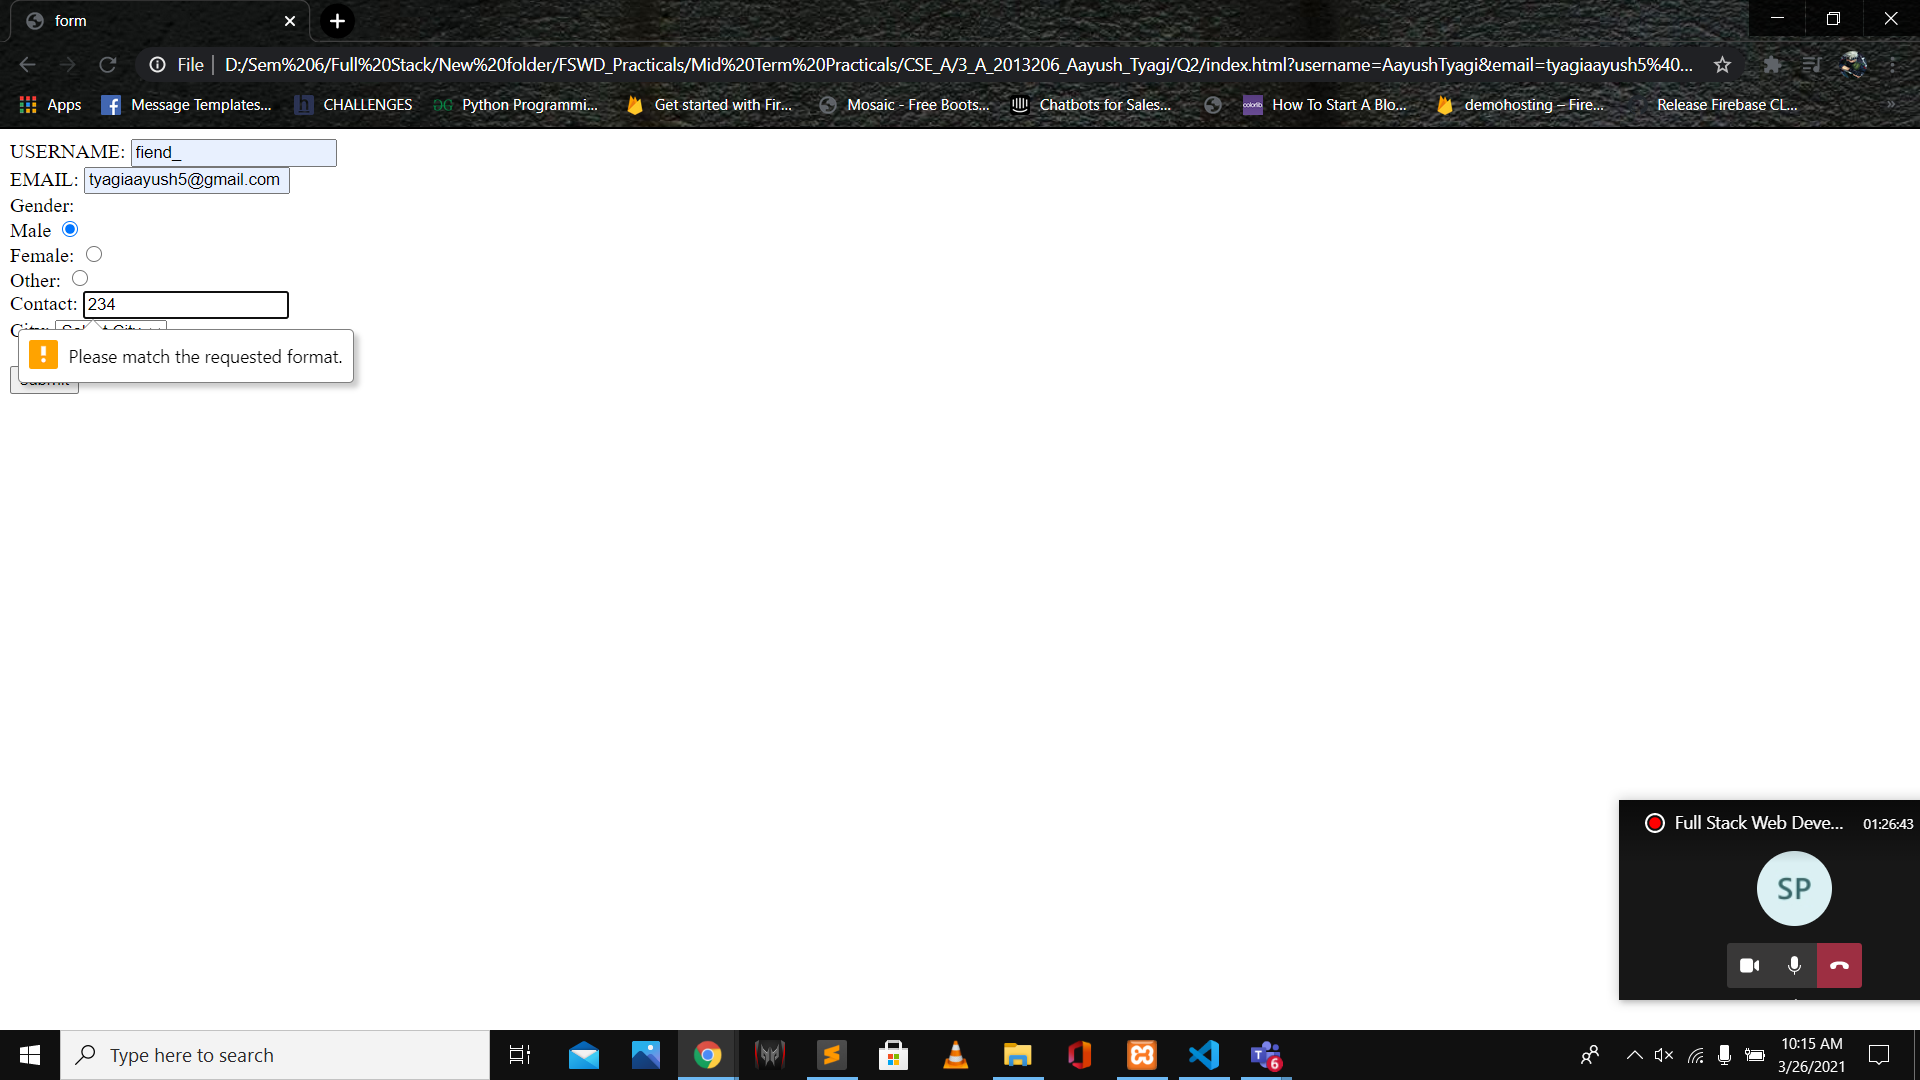 form
File
D:/Sem%206/Full%20Stack/New%20folder/FSWD_Practicals/Mid%20Term%20Practicals/CSE_A/3_A_2013206_Aayush_Tyagi/Q2/index.html?username=AayushTyagi&email=tyagiaayush5%40...
Apps
Message Templates...
CHALLENGES
Python Programmi...
Get started with Fir...
Mosaic - Free Boots...
Chatbots for Sales...
How To Start A Blo...
demohosting – Fire...
Release Firebase CL...
USERNAME: fiend_
EMAIL: tyagiaayush5@gmail.com
Gender:
Male
Female:
Other:
Contact: 234
Please match the requested format.
Full Stack Web Deve...
01:26:43
SP
Type here to search
6
10:15 AM
3/26/2021